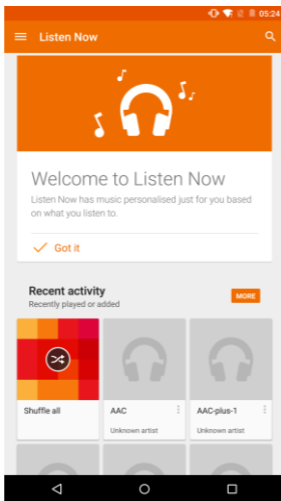 05:24
Listen Now
Welcome to Listen Now
Listen Now has music personalised just for you based
on what you listen to.
Got it
Recent activity
Recently played or added
MORE
Shuffle all
AAC
Unknown artist
AAC-plus-1
Unknown artist